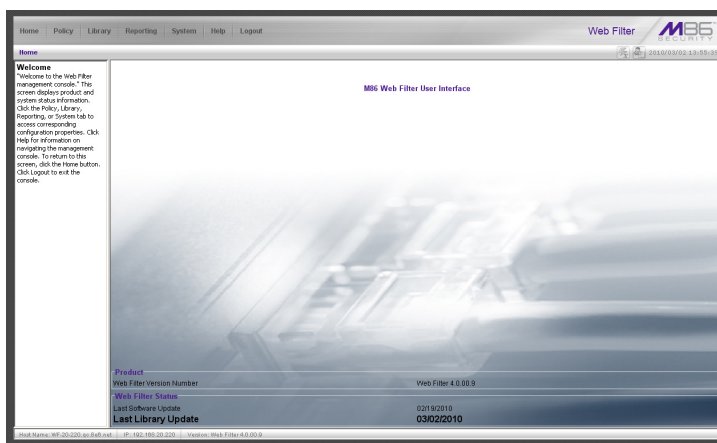 Home Policy Library Reporting System Help Logout
Web Filter
M86
SECURITY
Home
2010/03/02 13:55:38
Welcome
"Welcome to the Web Filter
management console." This
screen displays product and
system status information.
Click the Policy, Library,
Reporting, or System tab to
access corresponding
configuration properties. Click
Help for information on
navigating the management
console. To return to this
screen, click the Home button.
Click Logout to exit the
console.
M86 Web Filter User Interface
Product
Web Filter Version Number Web Filter 4.0.00.9
Web Filter Status
Last Software Update 02/19/2010
Last Library Update 03/02/2010
Host Name: WF-20-220.qc.8e6.net IP: 192.168.20.220 Version: Web Filter 4.0.00.9